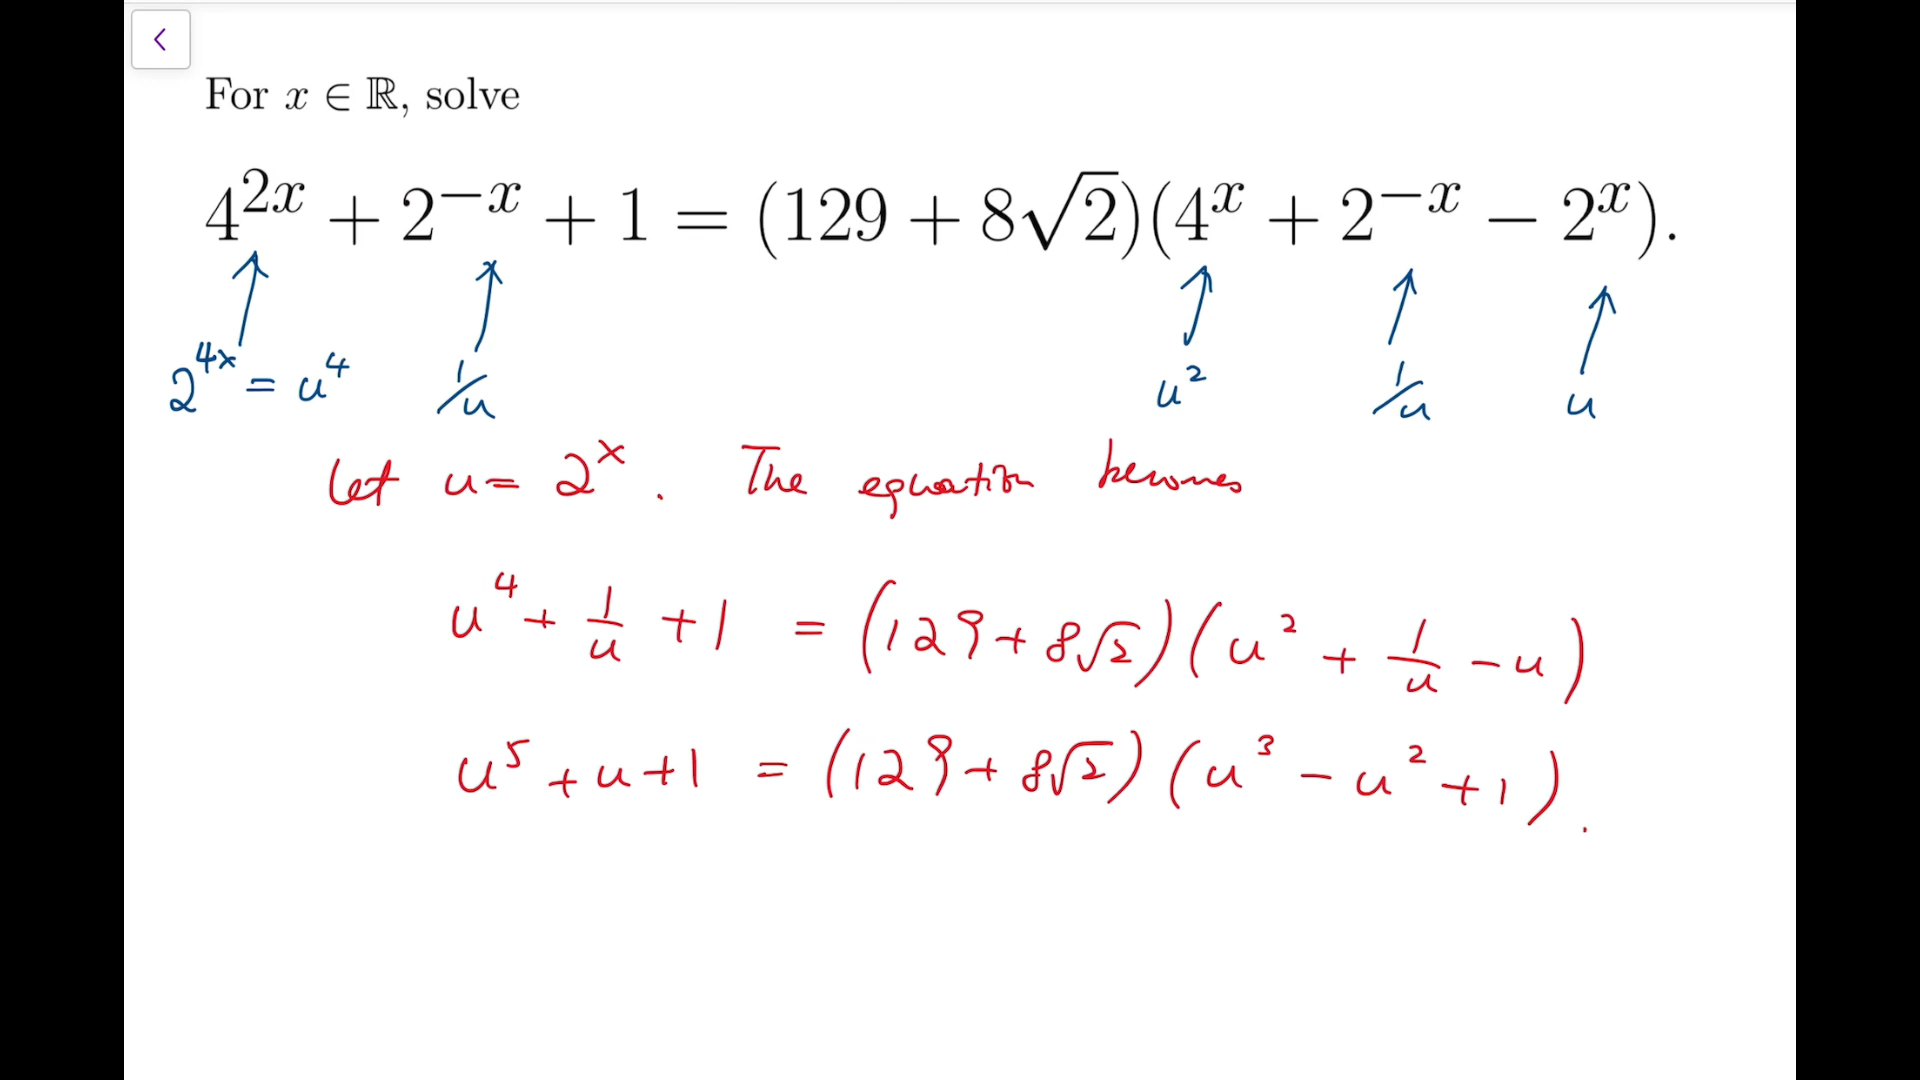 For x ∈ ℝ, solve
4^{2x} + 2^{−x} + 1 = (129 + 8√2)(4^x + 2^{−x} − 2^x).
2^{4x} = u^4   1/u   u^2   1/u   u
Let u = 2^x. The equation becomes
u^4 + 1/u + 1 = (129 + 8√2)(u^2 + 1/u − u)
u^5 + u + 1 = (129 + 8√2)(u^3 − u^2 + 1).